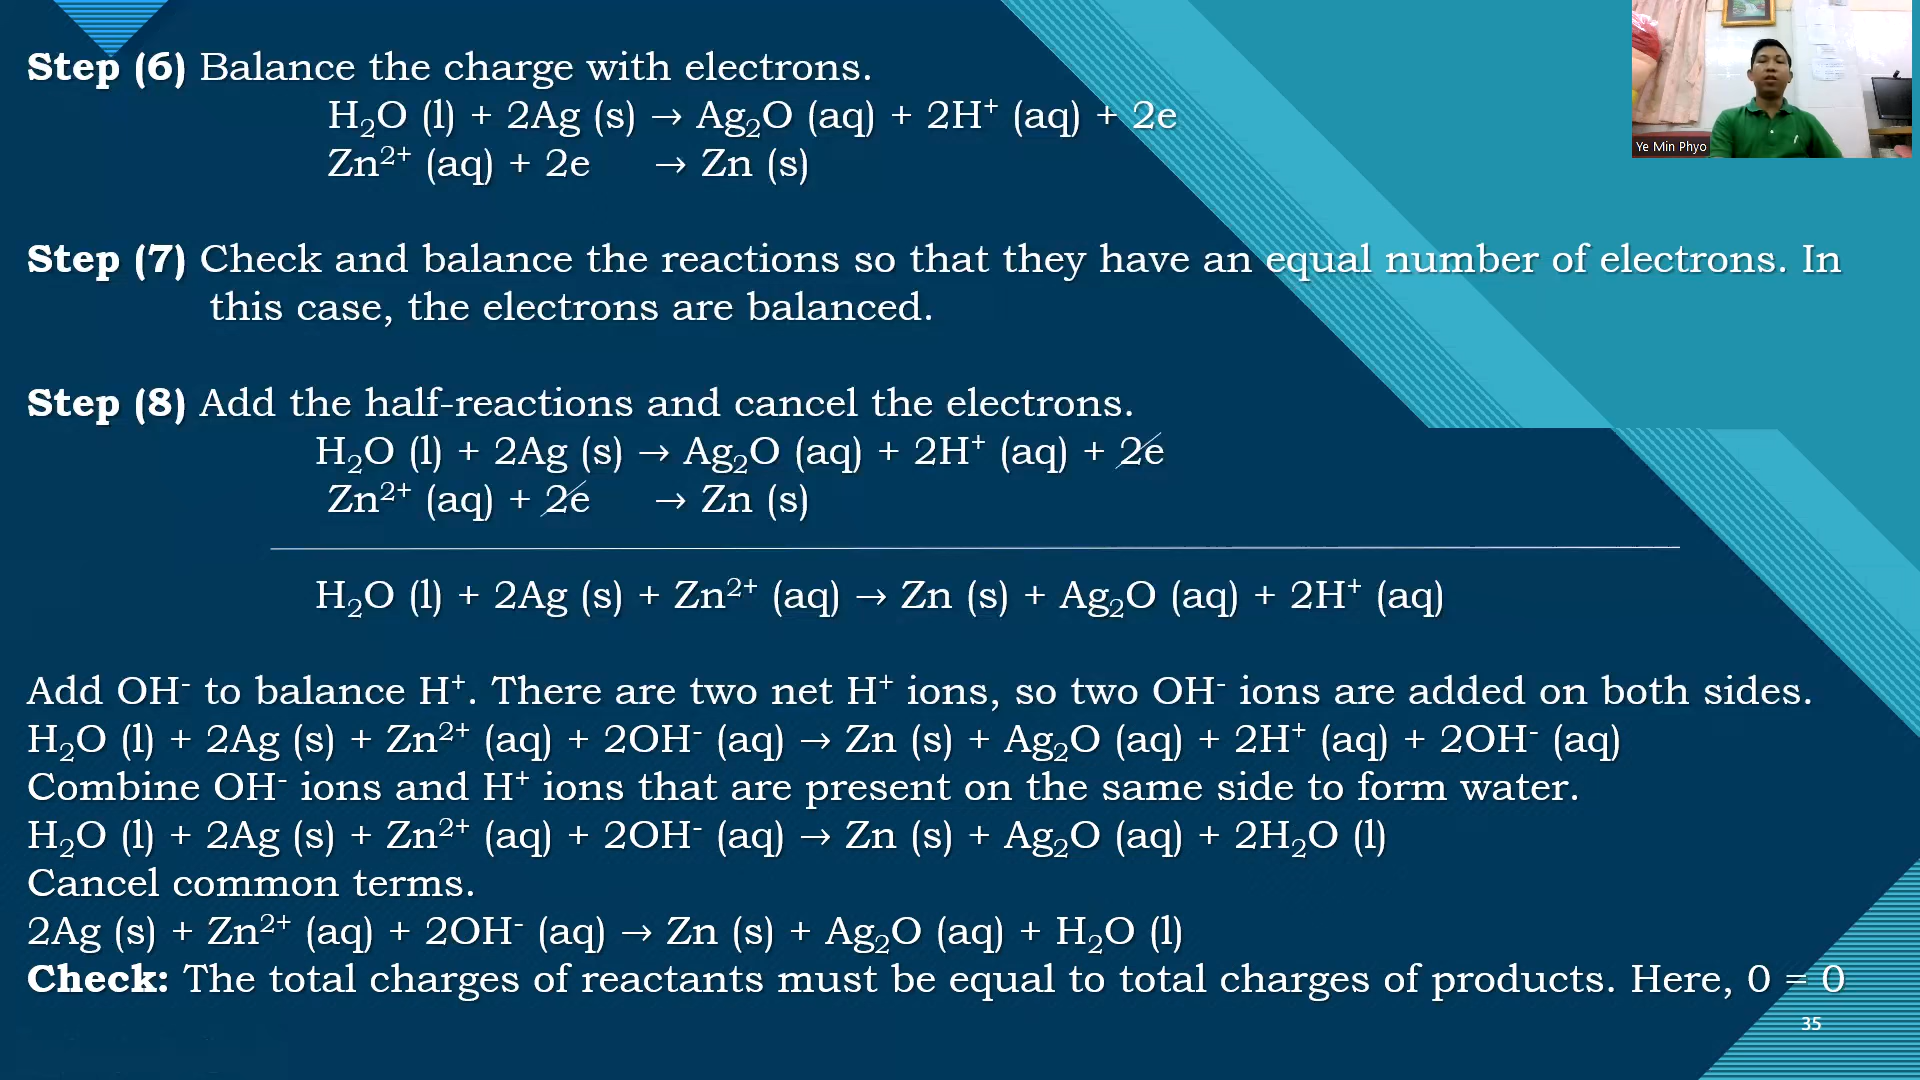 Step (6) Balance the charge with electrons.
H₂O (l) + 2Ag (s) → Ag₂O (aq) + 2H⁺ (aq) + 2e
Zn²⁺ (aq) + 2e → Zn (s)
Step (7) Check and balance the reactions so that they have an equal number of electrons. In
this case, the electrons are balanced.
Step (8) Add the half-reactions and cancel the electrons.
H₂O (l) + 2Ag (s) → Ag₂O (aq) + 2H⁺ (aq) + 2e
Zn²⁺ (aq) + 2e → Zn (s)
H₂O (l) + 2Ag (s) + Zn²⁺ (aq) → Zn (s) + Ag₂O (aq) + 2H⁺ (aq)
Add OH⁻ to balance H⁺. There are two net H⁺ ions, so two OH⁻ ions are added on both sides.
H₂O (l) + 2Ag (s) + Zn²⁺ (aq) + 2OH⁻ (aq) → Zn (s) + Ag₂O (aq) + 2H⁺ (aq) + 2OH⁻ (aq)
Combine OH⁻ ions and H⁺ ions that are present on the same side to form water.
H₂O (l) + 2Ag (s) + Zn²⁺ (aq) + 2OH⁻ (aq) → Zn (s) + Ag₂O (aq) + 2H₂O (l)
Cancel common terms.
2Ag (s) + Zn²⁺ (aq) + 2OH⁻ (aq) → Zn (s) + Ag₂O (aq) + H₂O (l)
Check: The total charges of reactants must be equal to total charges of products. Here, 0 = 0
35
Ye Min Phyo